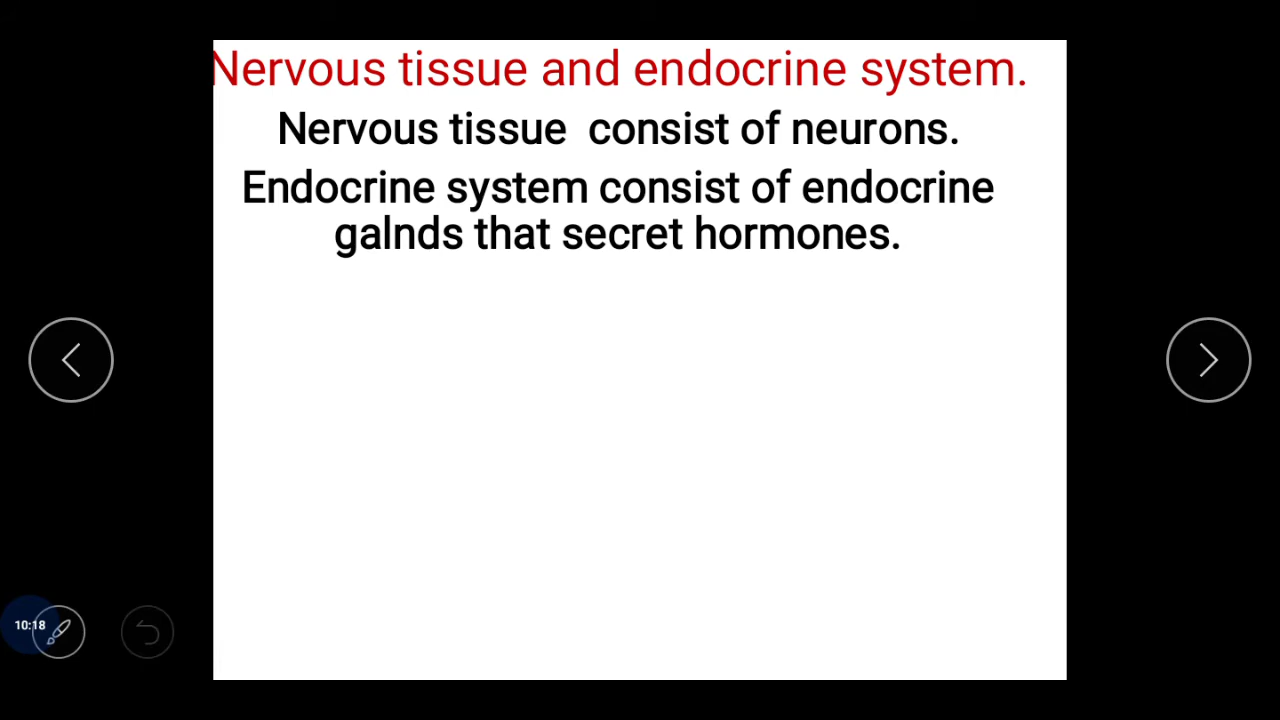 Nervous tissue and endocrine system.
Nervous tissue  consist of neurons.
Endocrine system consist of endocrine
galnds that secret hormones.
10:18